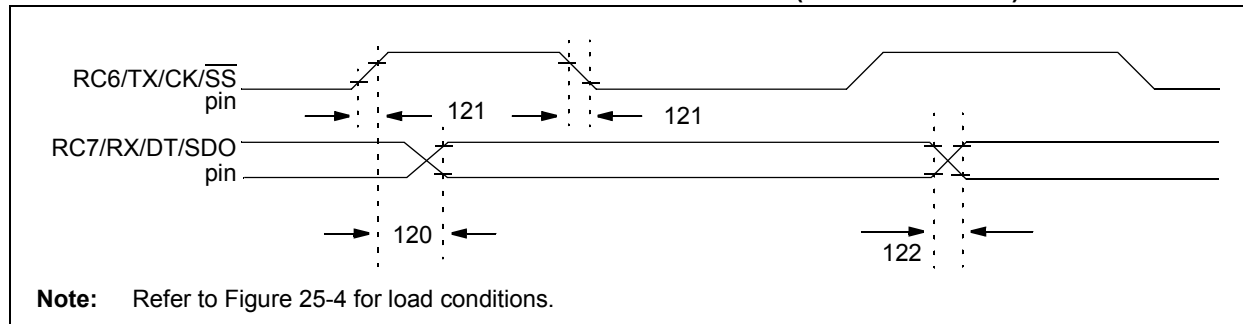 RC6/TX/CK/SS
pin
121
121
RC7/RX/DT/SDO
pin
120
122
Note: Refer to Figure 25-4 for load conditions.